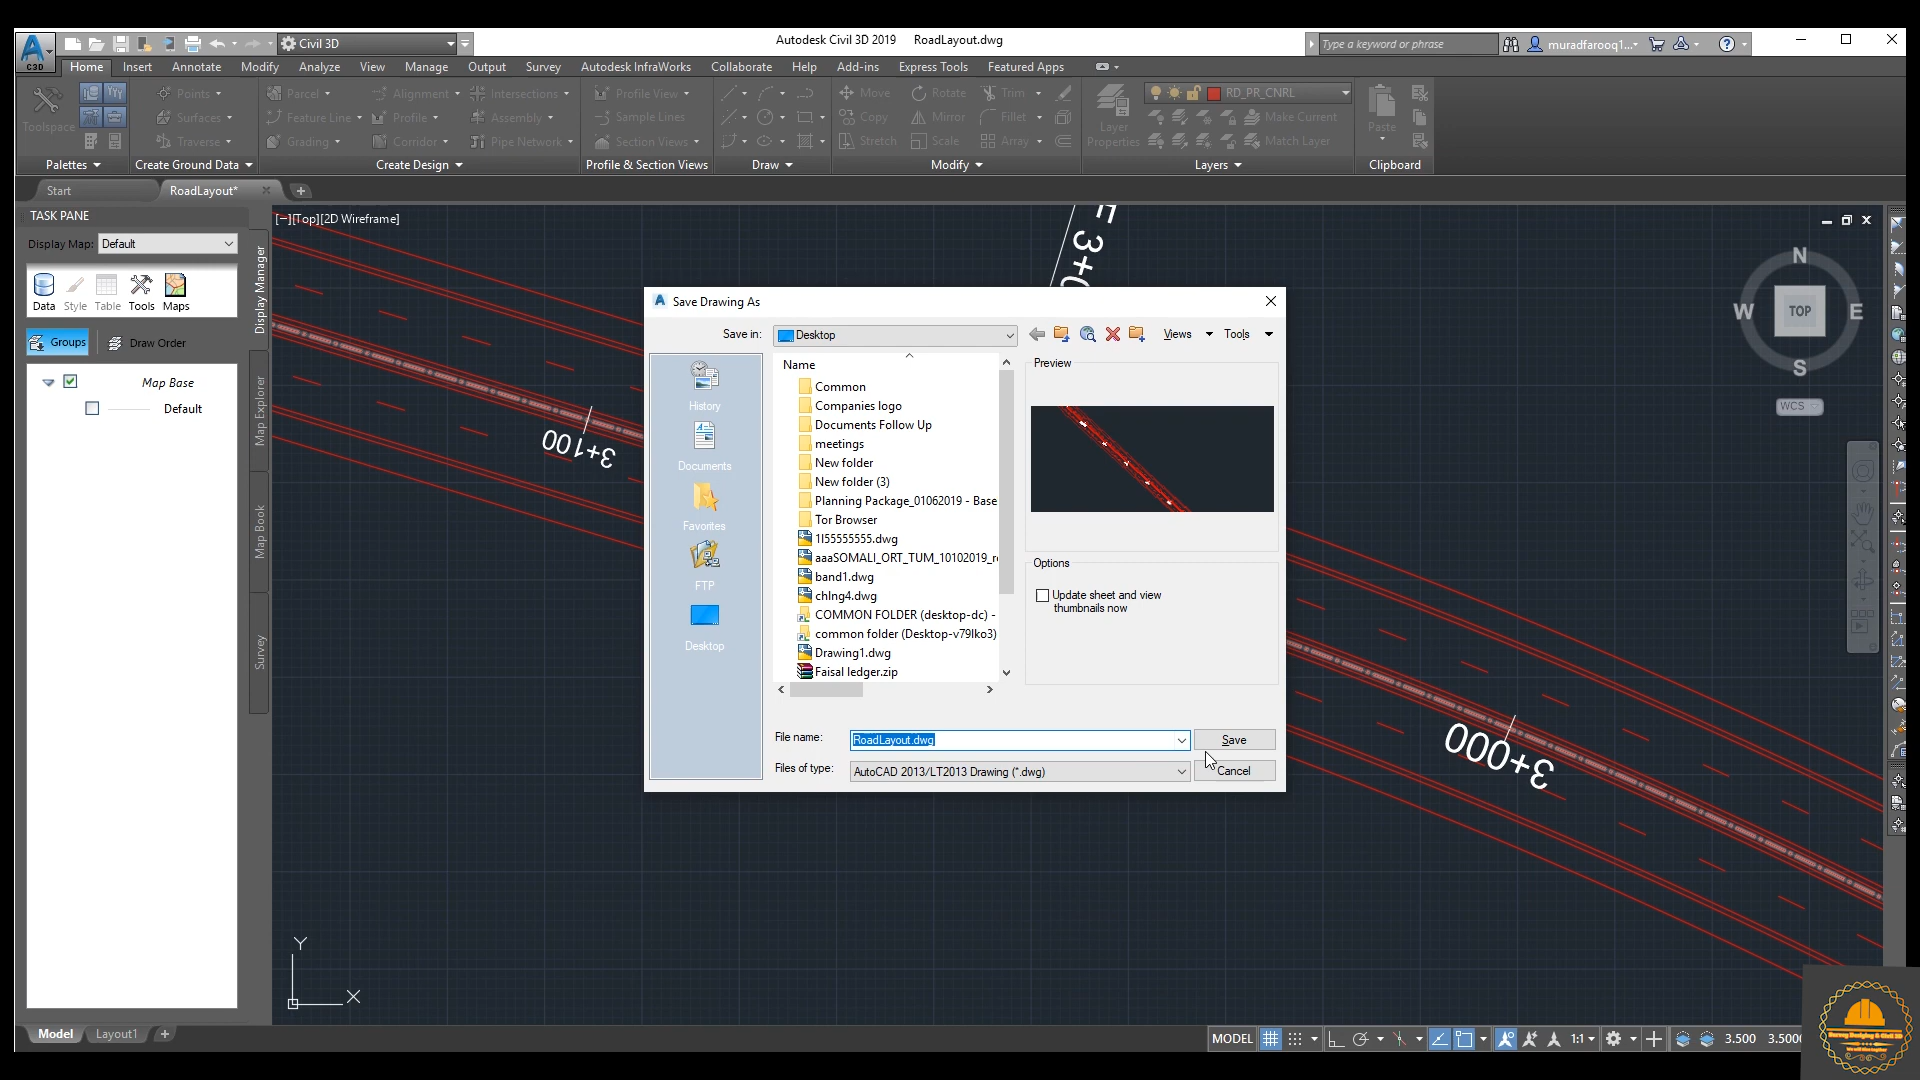 Civil 3D
Autodesk Civil 3D 2019 RoadLayout.dwg
Type a keyword or phrase
muradfarooq1...
C3D
Home Insert Annotate Modify Analyze View Manage Output Survey Autodesk InfraWorks Collaborate Help Add-ins Express Tools Featured Apps
Toolspace
Points
Surfaces
Traverse
Parcel
Feature Line
Grading
Alignment
Profile
Corridor
Intersections
Assembly
Pipe Network
Profile View
Sample Lines
Section Views
Move
Copy
Stretch
Rotate
Mirror
Scale
Trim
Fillet
Array
Layer
Properties
RD_PR_CNRL
Make Current
Match Layer
Paste
Palettes Create Ground Data Create Design Profile & Section Views Draw Modify Layers Clipboard
Start RoadLayout*
TASK PANE
Display Map: Default
Data Style Table Tools Maps
Groups Draw Order
Map Base
Default
Display Manager
Map Explorer
Map Book
Survey
[−][Top][2D Wireframe]
3+100
3+000
N
W TOP E
S
WCS
Save Drawing As
Save in: Desktop
Views Tools
History
Documents
Favorites
FTP
Desktop
Name
Common
Companies logo
Documents Follow Up
meetings
New folder
New folder (3)
Planning Package_01062019 - Base
Tor Browser
1l55555555.dwg
aaaSOMALI_ORT_TUM_10102019_r
band1.dwg
chlng4.dwg
COMMON FOLDER (desktop-dc) -
common folder (Desktop-v79lko3)
Drawing1.dwg
Faisal ledger.zip
Preview
Options
Update sheet and view
thumbnails now
File name: RoadLayout.dwg Save
Files of type: AutoCAD 2013/LT2013 Drawing (*.dwg) Cancel
Y
X
Model Layout1
MODEL 1:1 3.500